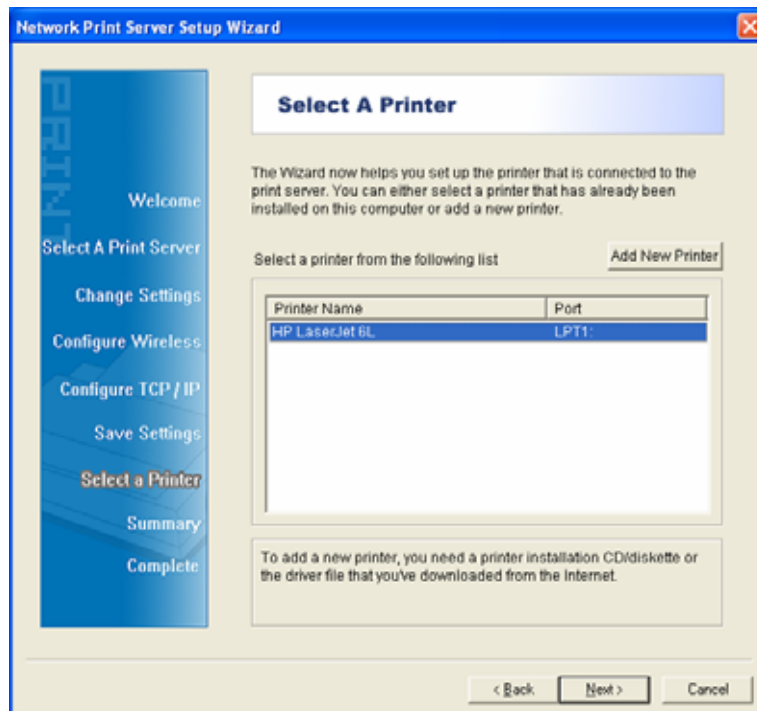 Network Print Server Setup Wizard
PRINT
Welcome
Select A Print Server
Change Settings
Configure Wireless
Configure TCP / IP
Save Settings
Select a Printer
Summary
Complete
Select A Printer
The Wizard now helps you set up the printer that is connected to the
print server. You can either select a printer that has already been
installed on this computer or add a new printer.
Select a printer from the following list
Add New Printer
Printer Name Port
HP LaserJet 6L LPT1:
To add a new printer, you need a printer installation CD/diskette or
the driver file that you've downloaded from the Internet.
< Back Next > Cancel